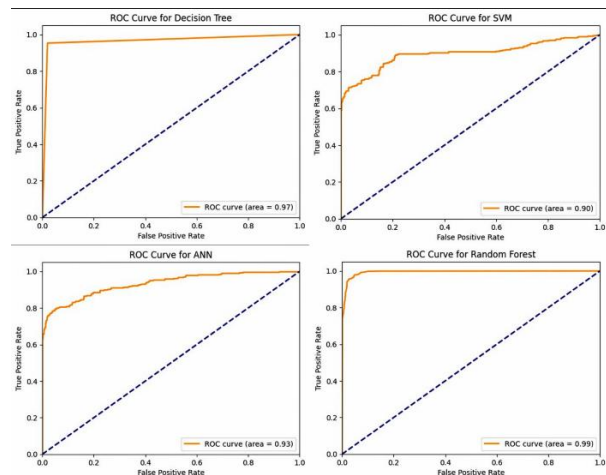 ROC Curve for Decision Tree
True Positive Rate
1.0
0.8
0.6
0.4
0.2
0.0
ROC curve (area = 0.97)
0.0 0.2 0.4 0.6 0.8 1.0
False Positive Rate
ROC Curve for SVM
True Positive Rate
1.0
0.8
0.6
0.4
0.2
0.0
ROC curve (area = 0.90)
0.0 0.2 0.4 0.6 0.8 1.0
False Positive Rate
ROC Curve for ANN
True Positive Rate
1.0
0.8
0.6
0.4
0.2
0.0
ROC curve (area = 0.93)
0.0 0.2 0.4 0.6 0.8 1.0
False Positive Rate
ROC Curve for Random Forest
True Positive Rate
1.0
0.8
0.6
0.4
0.2
0.0
ROC curve (area = 0.99)
0.0 0.2 0.4 0.6 0.8 1.0
False Positive Rate